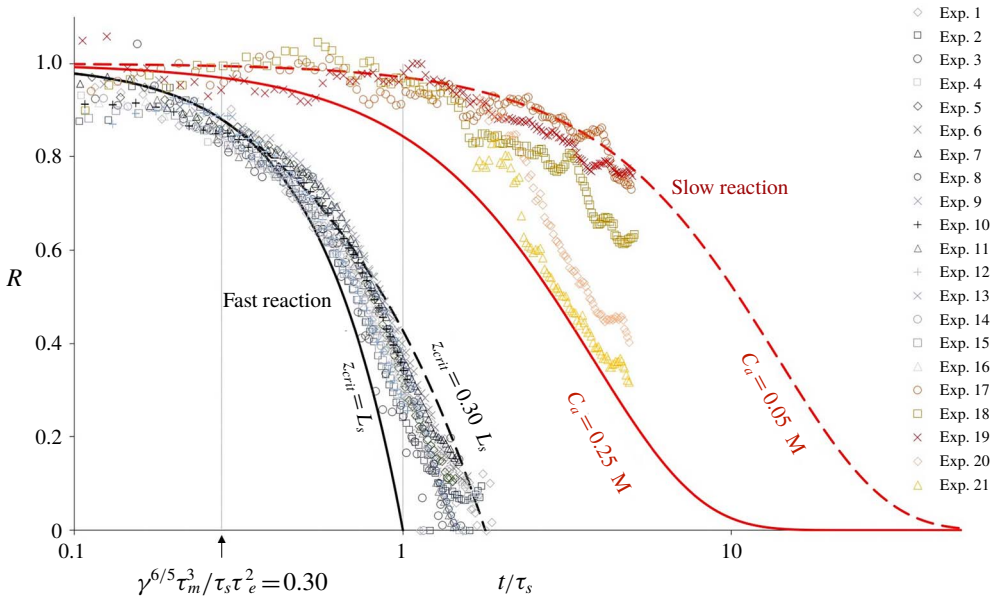 1.0
0.8
0.6
R
0.4
0.2
0
0.1
1
10
t/τs
γ^6/5 τ_m^3/τ_s τ_e^2 = 0.30
Fast reaction
Slow reaction
z_crit = L_s
z_crit = 0.30 L_s
C_a = 0.25 M
C_a = 0.05 M
Exp. 1
Exp. 2
Exp. 3
Exp. 4
Exp. 5
Exp. 6
Exp. 7
Exp. 8
Exp. 9
Exp. 10
Exp. 11
Exp. 12
Exp. 13
Exp. 14
Exp. 15
Exp. 16
Exp. 17
Exp. 18
Exp. 19
Exp. 20
Exp. 21